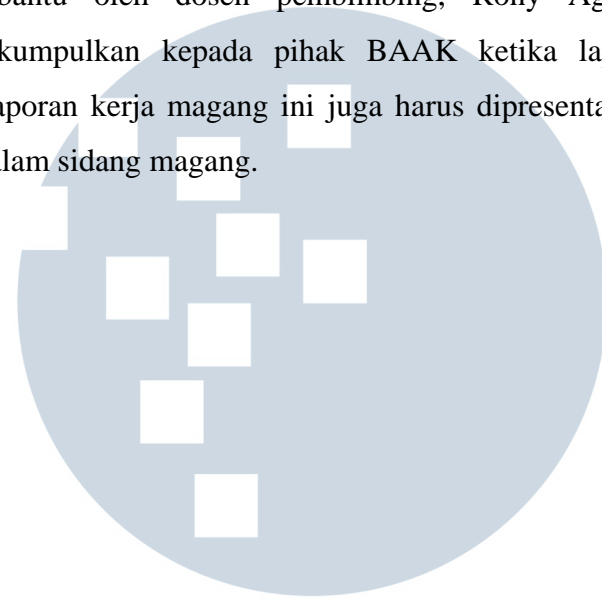 bantu oleh dosen pembimbing, Rony Ag
kumpulkan kepada pihak BAAK ketika la
aporan kerja magang ini juga harus dipresenta
alam sidang magang.